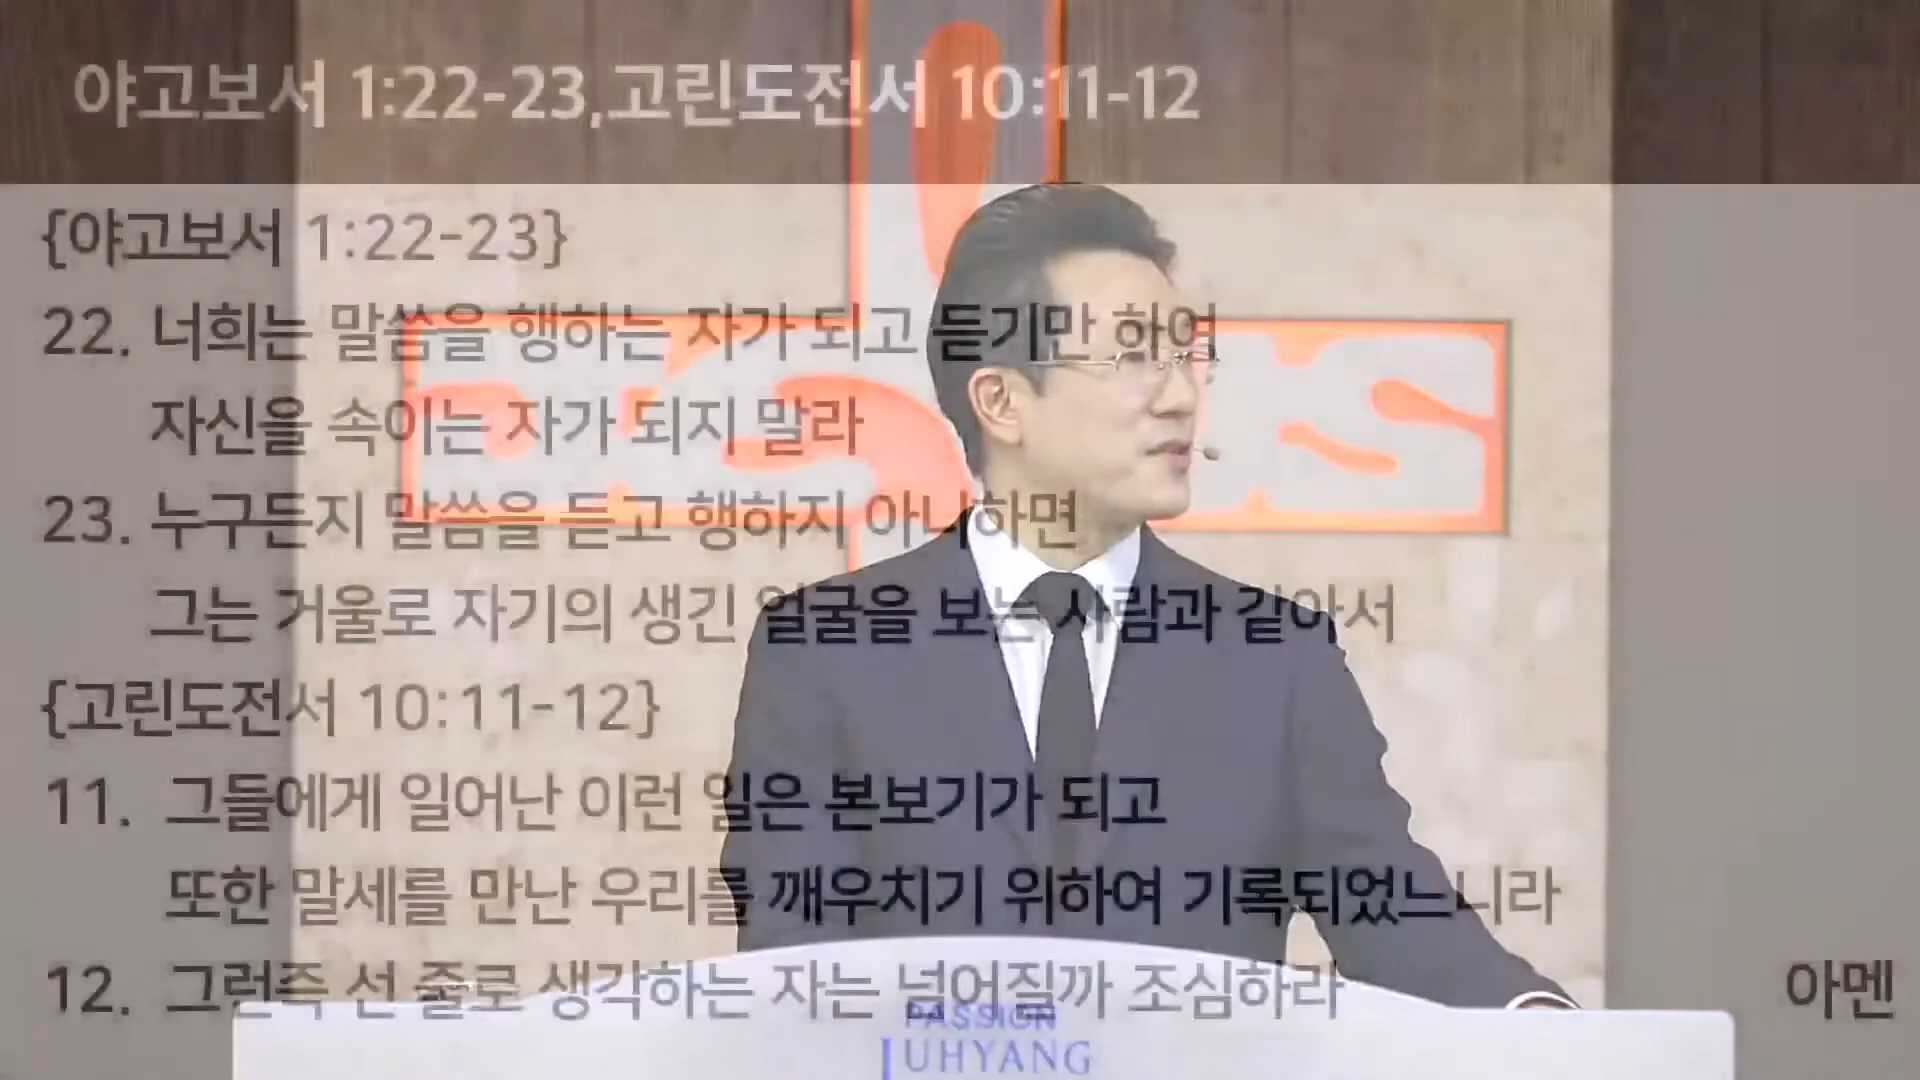 야고보서 1:22-23,고린도전서 10:11-12
{야고보서 1:22-23}
22. 너희는 말씀을 행하는 자가 되고 듣기만 하여
자신을 속이는 자가 되지 말라
23. 누구든지 말씀을 듣고 행하지 아니하면
그는 거울로 자기의 생긴 얼굴을 보는 사람과 같아서
{고린도전서 10:11-12}
11. 그들에게 일어난 이런 일은 본보기가 되고
또한 말세를 만난 우리를 깨우치기 위하여 기록되었느니라
12. 그런즉 선 줄로 생각하는 자는 넘어질까 조심하라
아멘
PASSION
JUHYANG